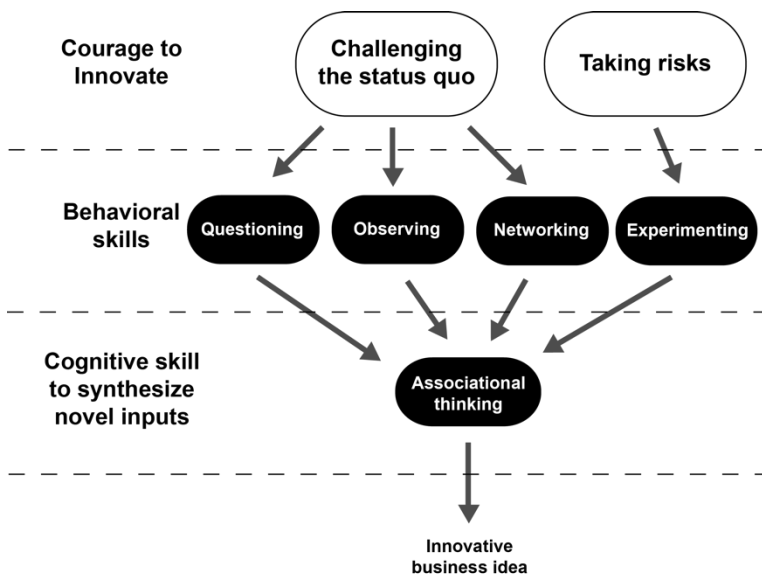 Courage to
Innovate
Challenging
the status quo
Taking risks
Behavioral
skills
Questioning
Observing
Networking
Experimenting
Cognitive skill
to synthesize
novel inputs
Associational
thinking
Innovative
business idea